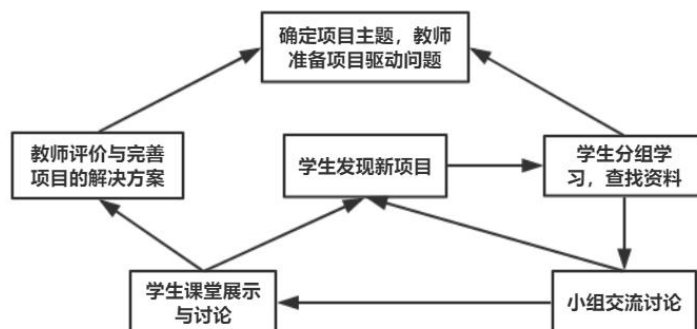 确定项目主题，教师
准备项目驱动问题
教师评价与完善
项目的解决方案
学生发现新项目
学生分组学
习，查找资料
学生课堂展示
与讨论
小组交流讨论